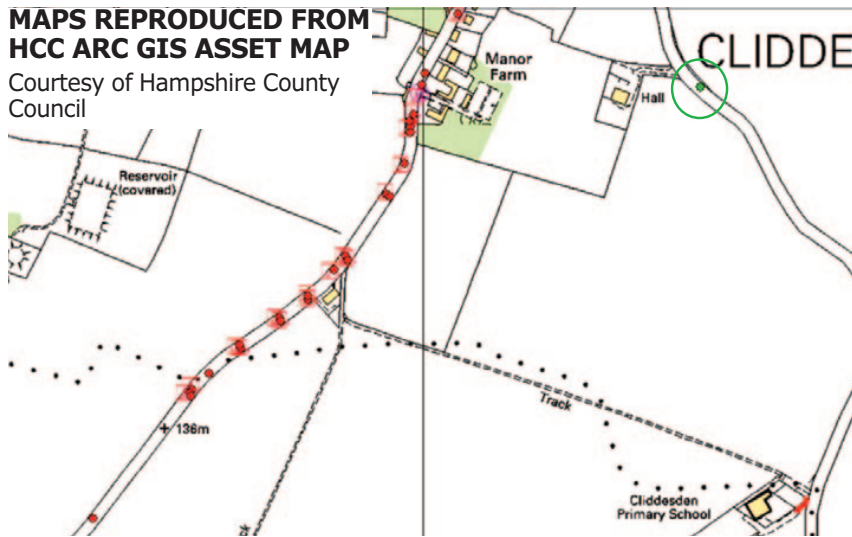 MAPS REPRODUCED FROM
HCC ARC GIS ASSET MAP
Courtesy of Hampshire County
Council
CLIDDE
Manor
Farm
Hall
Reservoir
(covered)
Track
136m
Cliddesden
Primary School
ck